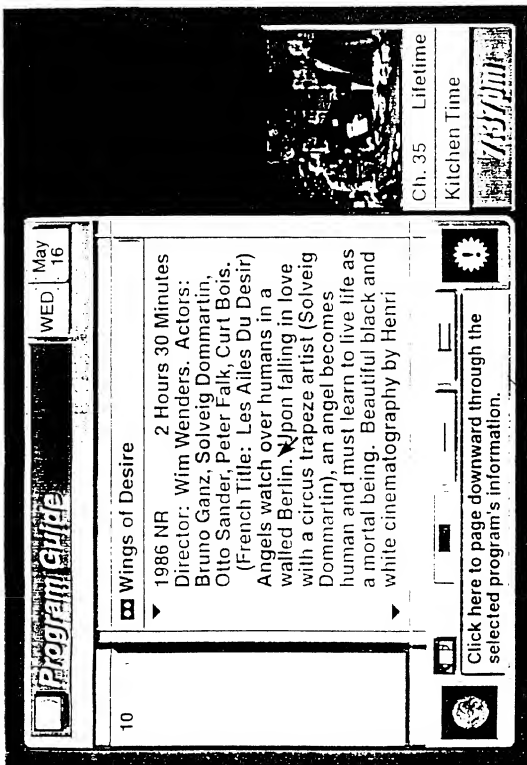 Program Guide
WED
May
16
10
Wings of Desire
1986 NR 2 Hours 30 Minutes
Director: Wim Wenders. Actors:
Bruno Ganz, Solveig Dommartin,
Otto Sander, Peter Falk, Curt Bois.
(French Title: Les Ailes Du Desir)
Angels watch over humans in a
walled Berlin. Upon falling in love
with a circus trapeze artist (Solveig
Dommartin), an angel becomes
human and must learn to live life as
a mortal being. Beautiful black and
white cinematography by Henri
Click here to page downward through the
selected program's information.
Ch. 35 Lifetime
Kitchen Time
7:37pm